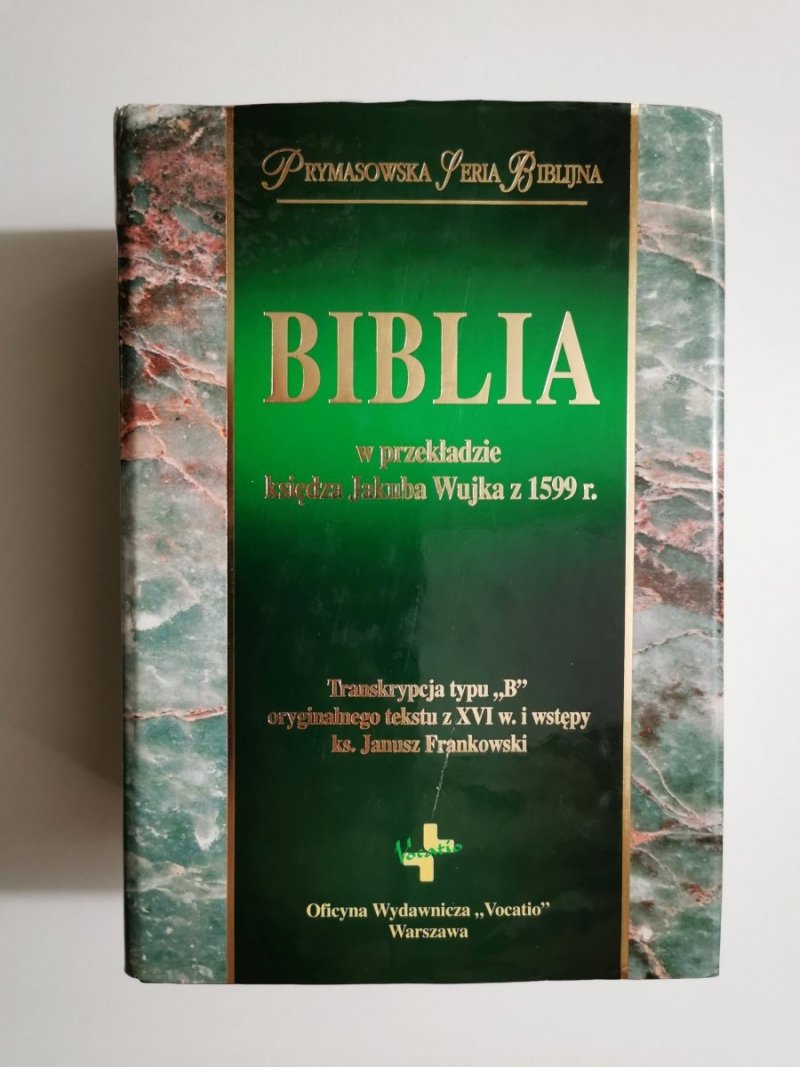 PRYMASOWSKA SERIA BIBLIJNA
BIBLIA
w przekładzie
księdza Jakuba Wujka z 1599 r.
Transkrypcja typu „B”
oryginalnego tekstu z XVI w. i wstępy
ks. Janusz Frankowski
Vocatio
Oficyna Wydawnicza „Vocatio”
Warszawa